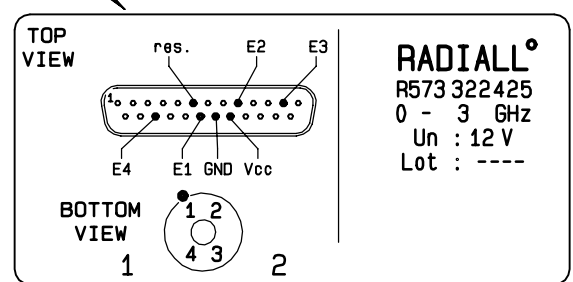 TOP
VIEW
res.
E2
E3
1
E4
E1
GND
Vcc
BOTTOM
VIEW
1 2
4 3
1
2
RADIALL°
R573 322425
0 - 3 GHz
Un : 12 V
Lot : ----